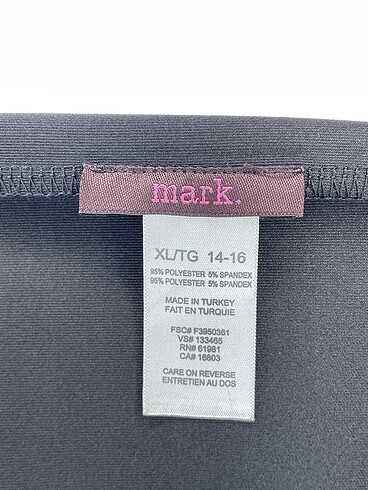 mark.
XL/TG 14-16
95% POLYESTER 5% SPANDEX
95% POLYESTER 5% SPANDEX
MADE IN TURKEY
FAIT EN TURQUIE
FSC# F3950361
VS# 133465
RN# 61981
CA# 16803
CARE ON REVERSE
ENTRETIEN AU DOS